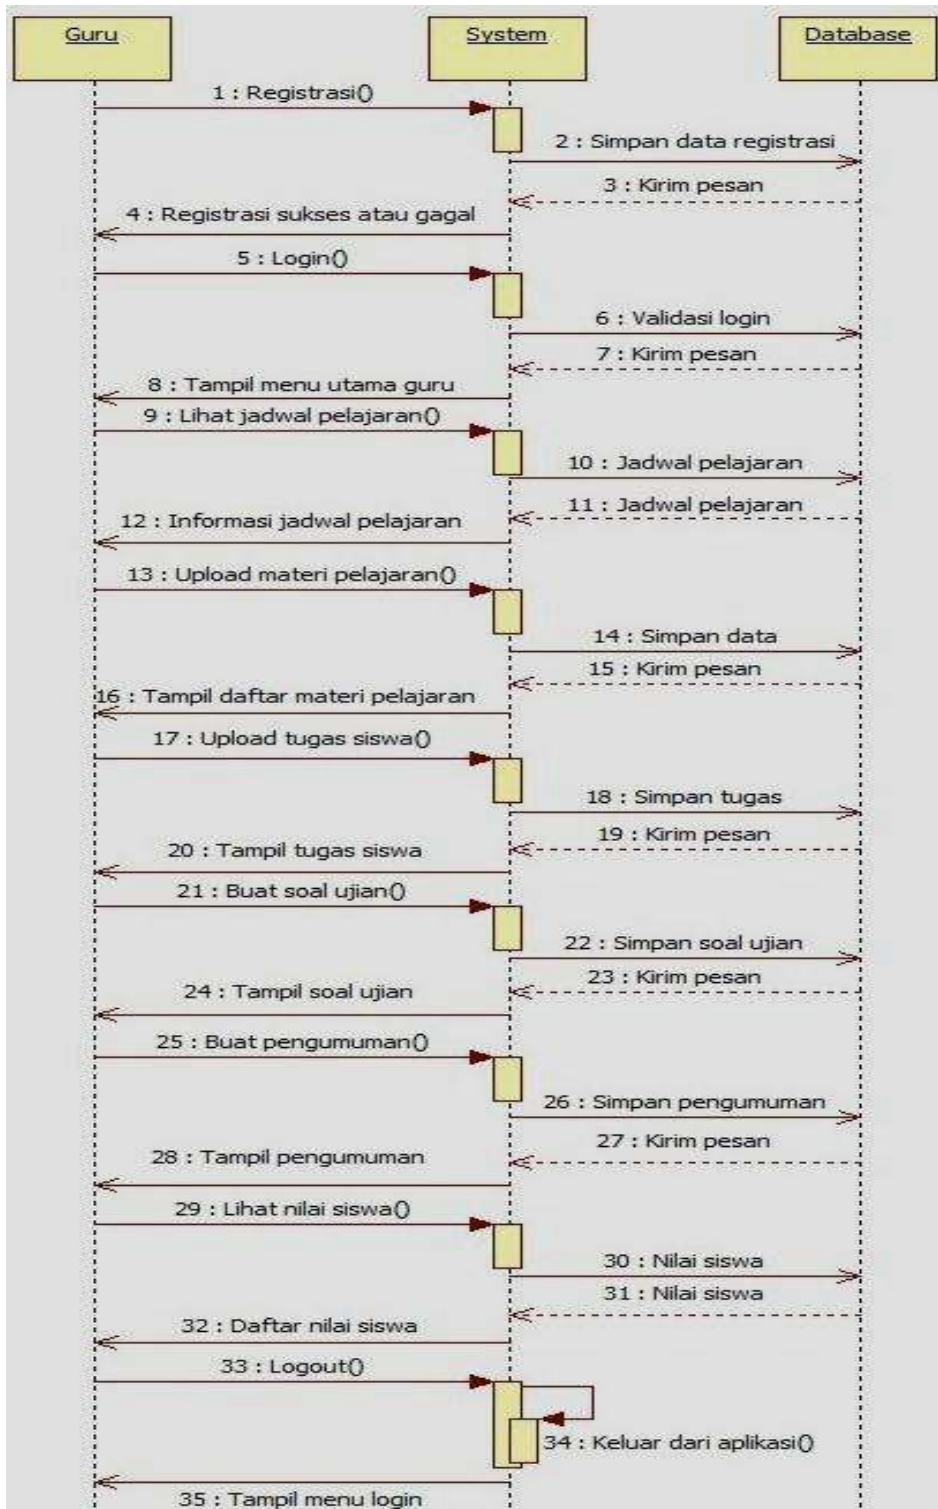 Guru
System
Database
1 : Registrasi()
2 : Simpan data registrasi
3 : Kirim pesan
4 : Registrasi sukses atau gagal
5 : Login()
6 : Validasi login
7 : Kirim pesan
8 : Tampil menu utama guru
9 : Lihat jadwal pelajaran()
10 : Jadwal pelajaran
11 : Jadwal pelajaran
12 : Informasi jadwal pelajaran
13 : Upload materi pelajaran()
14 : Simpan data
15 : Kirim pesan
16 : Tampil daftar materi pelajaran
17 : Upload tugas siswa()
18 : Simpan tugas
19 : Kirim pesan
20 : Tampil tugas siswa
21 : Buat soal ujian()
22 : Simpan soal ujian
23 : Kirim pesan
24 : Tampil soal ujian
25 : Buat pengumuman()
26 : Simpan pengumuman
27 : Kirim pesan
28 : Tampil pengumuman
29 : Lihat nilai siswa()
30 : Nilai siswa
31 : Nilai siswa
32 : Daftar nilai siswa
33 : Logout()
34 : Keluar dari aplikasi()
35 : Tampil menu login